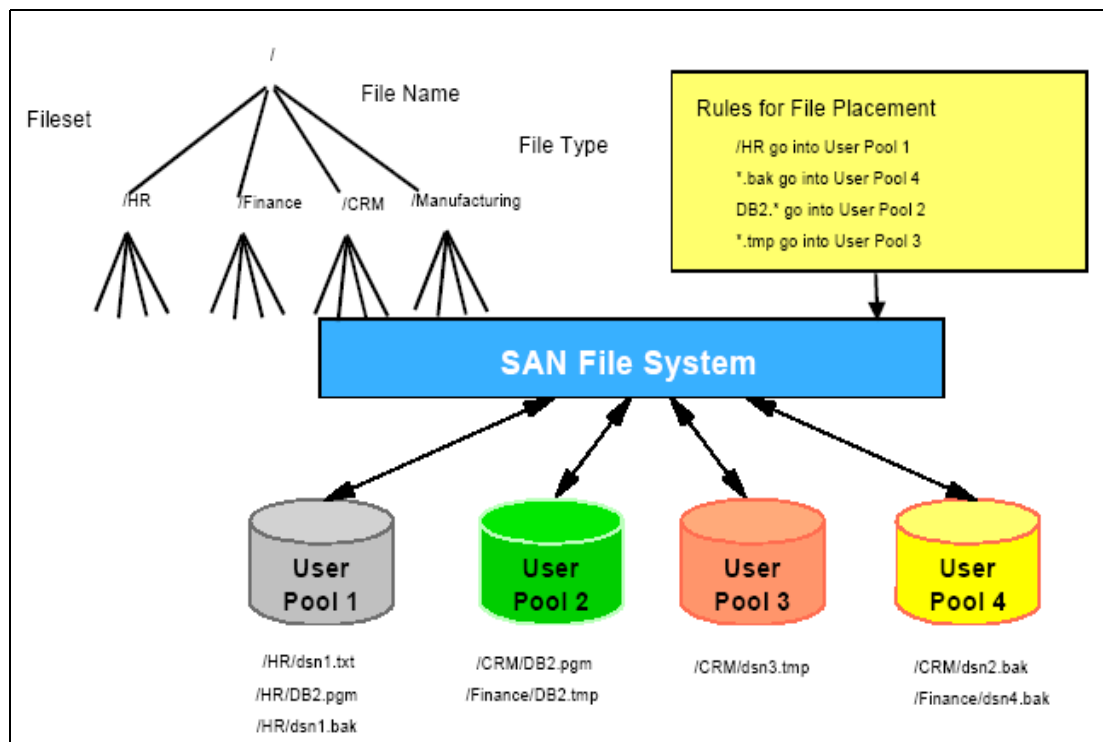 /
File Name
Fileset
File Type
/HR
/Finance
/CRM
/Manufacturing
Rules for File Placement
/HR go into User Pool 1
*.bak go into User Pool 4
DB2.* go into User Pool 2
*.tmp go into User Pool 3
SAN File System
User
Pool 1
User
Pool 2
User
Pool 3
User
Pool 4
/HR/dsn1.txt
/HR/DB2.pgm
/HR/dsn1.bak
/CRM/DB2.pgm
/Finance/DB2.tmp
/CRM/dsn3.tmp
/CRM/dsn2.bak
/Finance/dsn4.bak